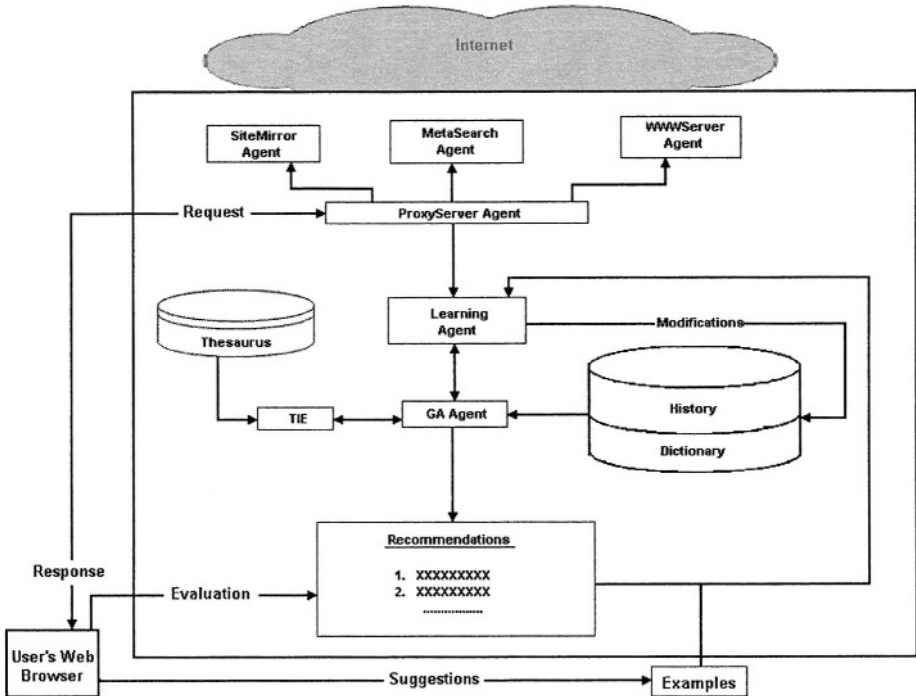 Internet
SiteMirror
Agent
MetaSearch
Agent
WWWServer
Agent
Request
ProxyServer Agent
Learning
Agent
Modifications
Thesaurus
History
Dictionary
TIE
GA Agent
Recommendations
1. XXXXXXXXX
2. XXXXXXXXX
.................
Response
Evaluation
User's Web
Browser
Suggestions
Examples